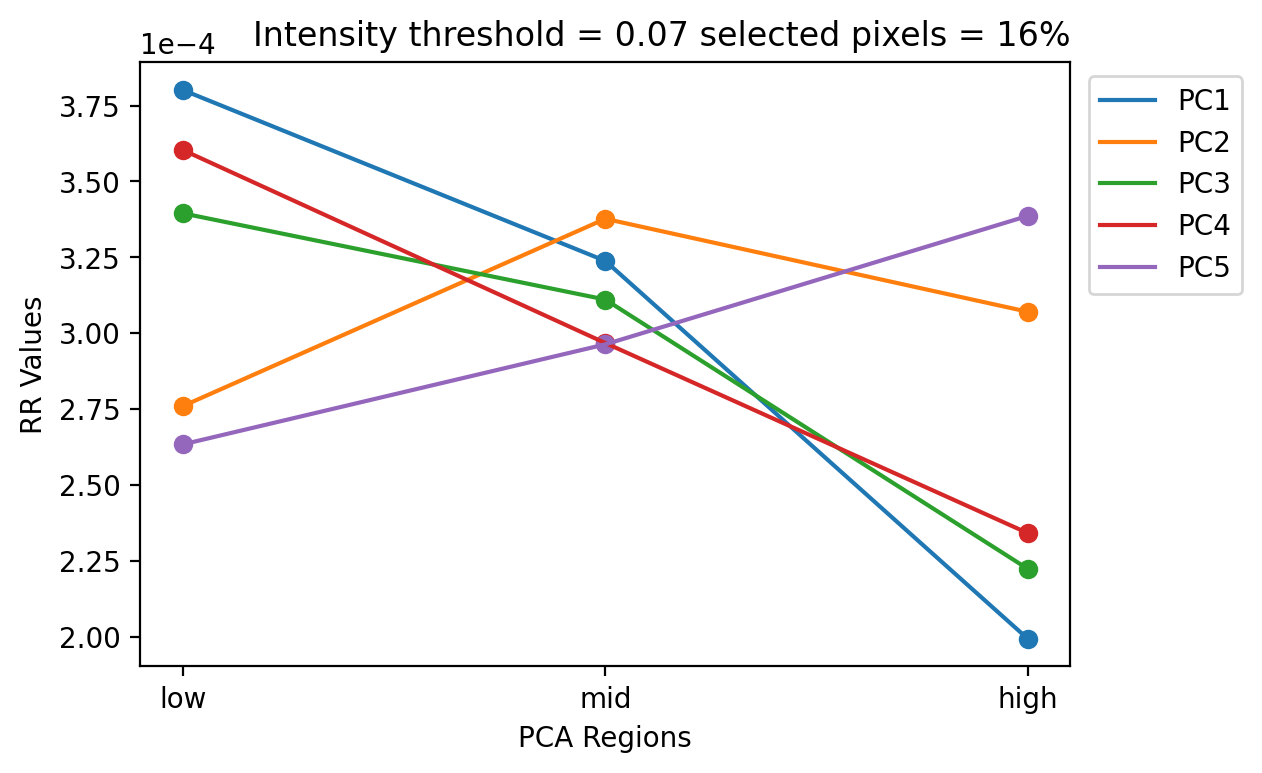 Intensity threshold = 0.07 selected pixels = 16%
1e−4
3.75
3.50
3.25
3.00
2.75
2.50
2.25
2.00
RR Values
low
mid
high
PCA Regions
PC1
PC2
PC3
PC4
PC5